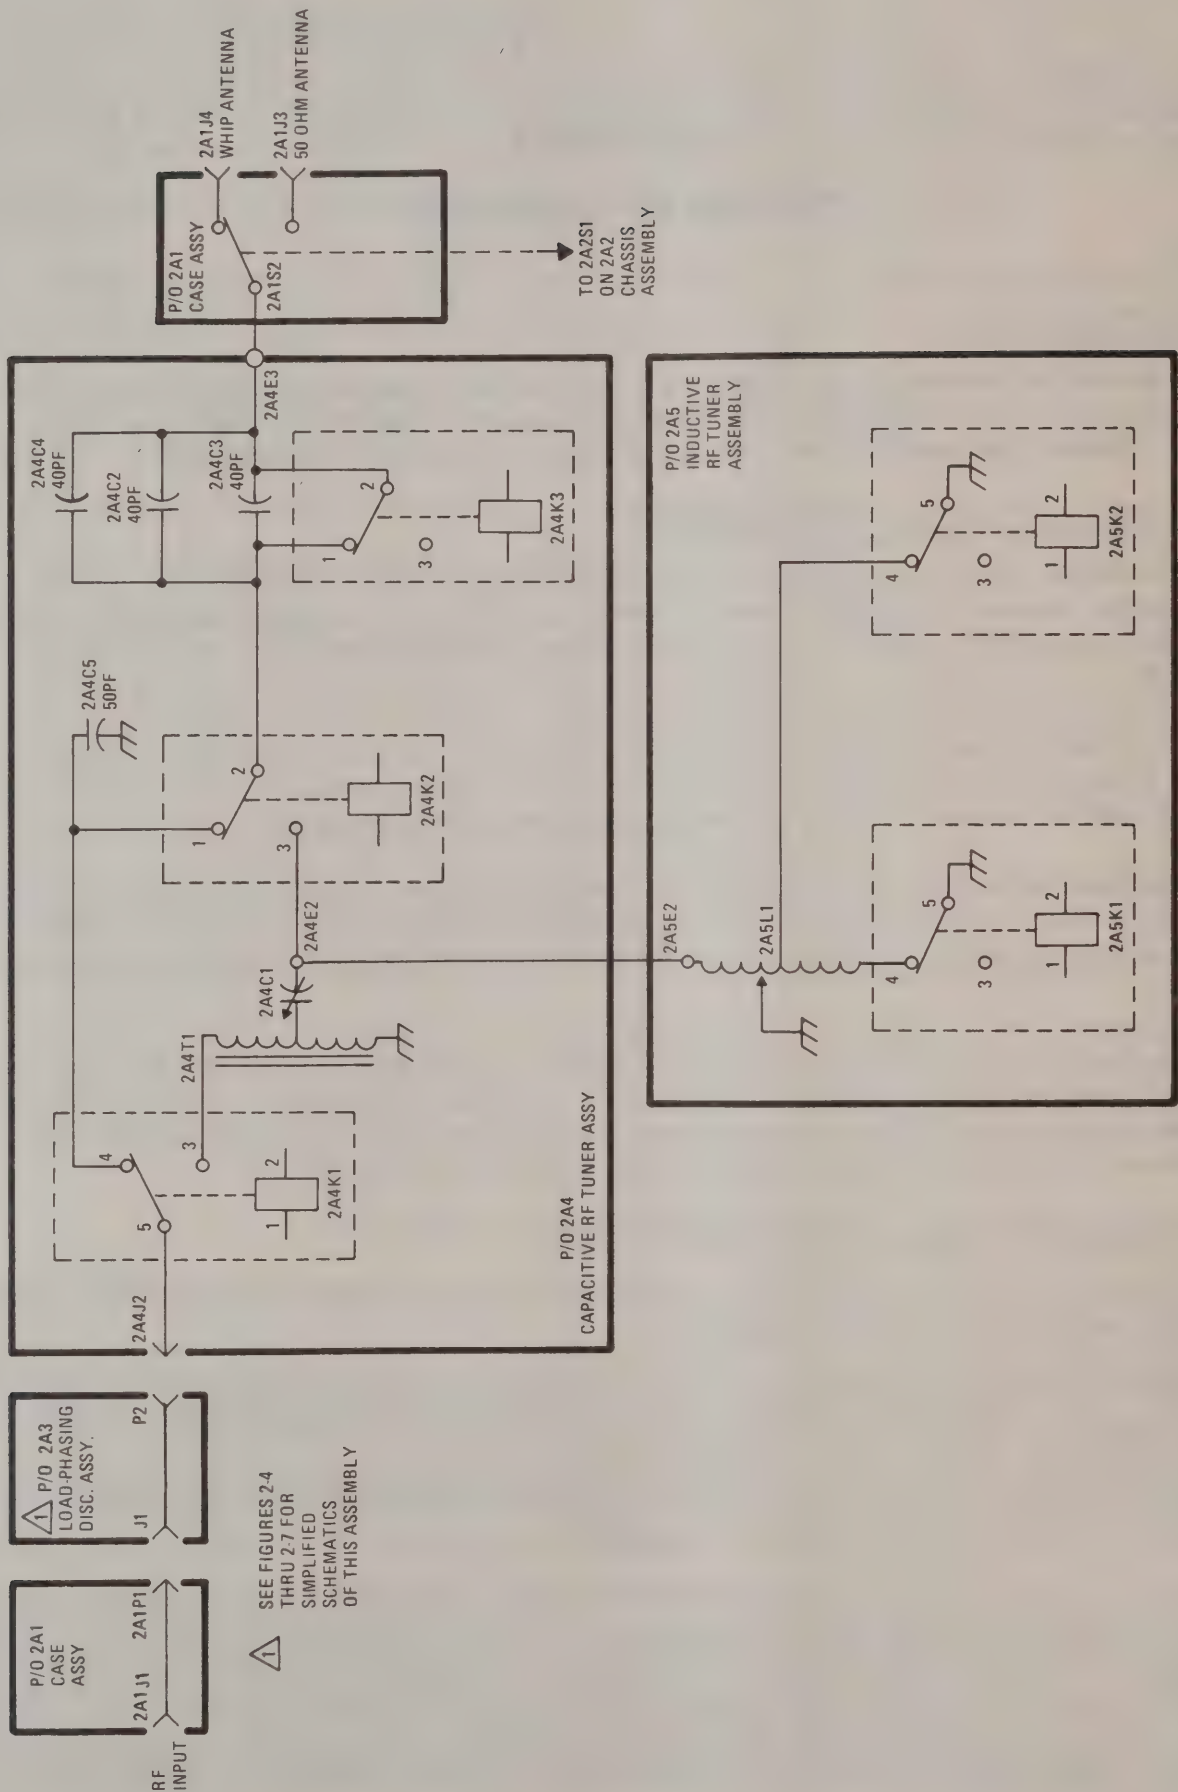 RF
INPUT
P/O 2A1
CASE
ASSY
2A1J1
2A1P1
1
P/O 2A3
LOAD-PHASING
DISC. ASSY.
J1
P2
1
SEE FIGURES 2-4
THRU 2-7 FOR
SIMPLIFIED
SCHEMATICS
OF THIS ASSEMBLY
2A4J2
5
4
3
1
2
2A4K1
P/O 2A4
CAPACITIVE RF TUNER ASSY
2A4T1
2A4C1
2A4E2
1
2
3
2A4K2
2A4C5
50PF
2A4C4
40PF
2A4C2
40PF
2A4C3
40PF
1
2
3
2A4K3
2A4E3
P/O 2A1
CASE ASSY
2A1S2
2A1J4
WHIP ANTENNA
2A1J3
50 OHM ANTENNA
TO 2A2S1
ON 2A2
CHASSIS
ASSEMBLY
P/O 2A5
INDUCTIVE
RF TUNER
ASSEMBLY
2A5E2
2A5L1
4
5
3
1
2
2A5K1
4
5
3
1
2
2A5K2